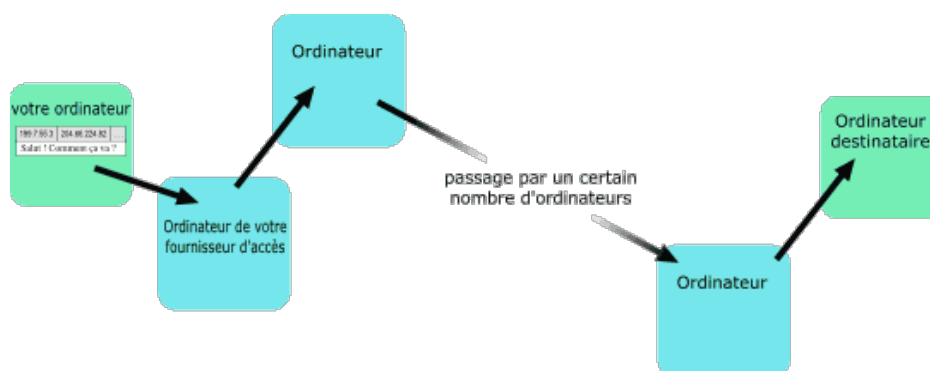 votre ordinateur
199.7.55.3 204.66.224.82 ...
Salut ! Comment ça va ?
Ordinateur de votre
fournisseur d'accès
Ordinateur
passage par un certain
nombre d'ordinateurs
Ordinateur
Ordinateur
destinataire